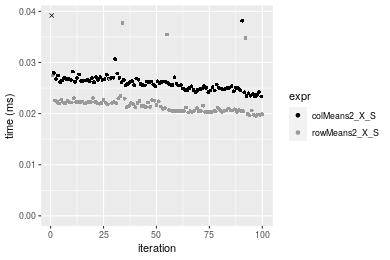 0.04
0.03
0.02
0.01
0.00
time (ms)
0
25
50
75
100
iteration
expr
colMeans2_X_S
rowMeans2_X_S